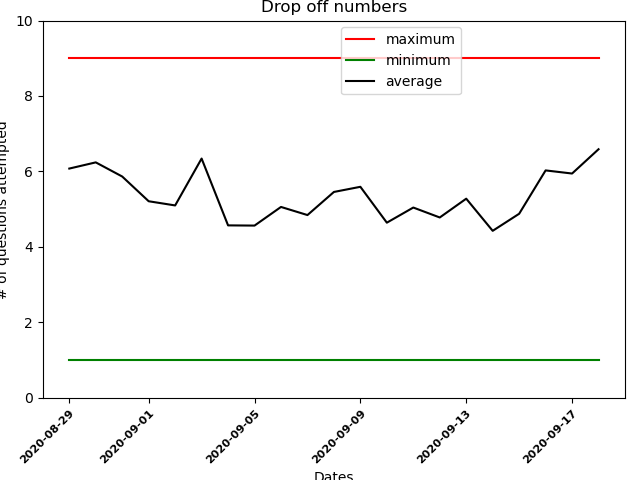 Drop off numbers
maximum
minimum
average
# of questions attempted
10
8
6
4
2
0
2020-08-29
2020-09-01
2020-09-05
2020-09-09
2020-09-13
2020-09-17
Dates